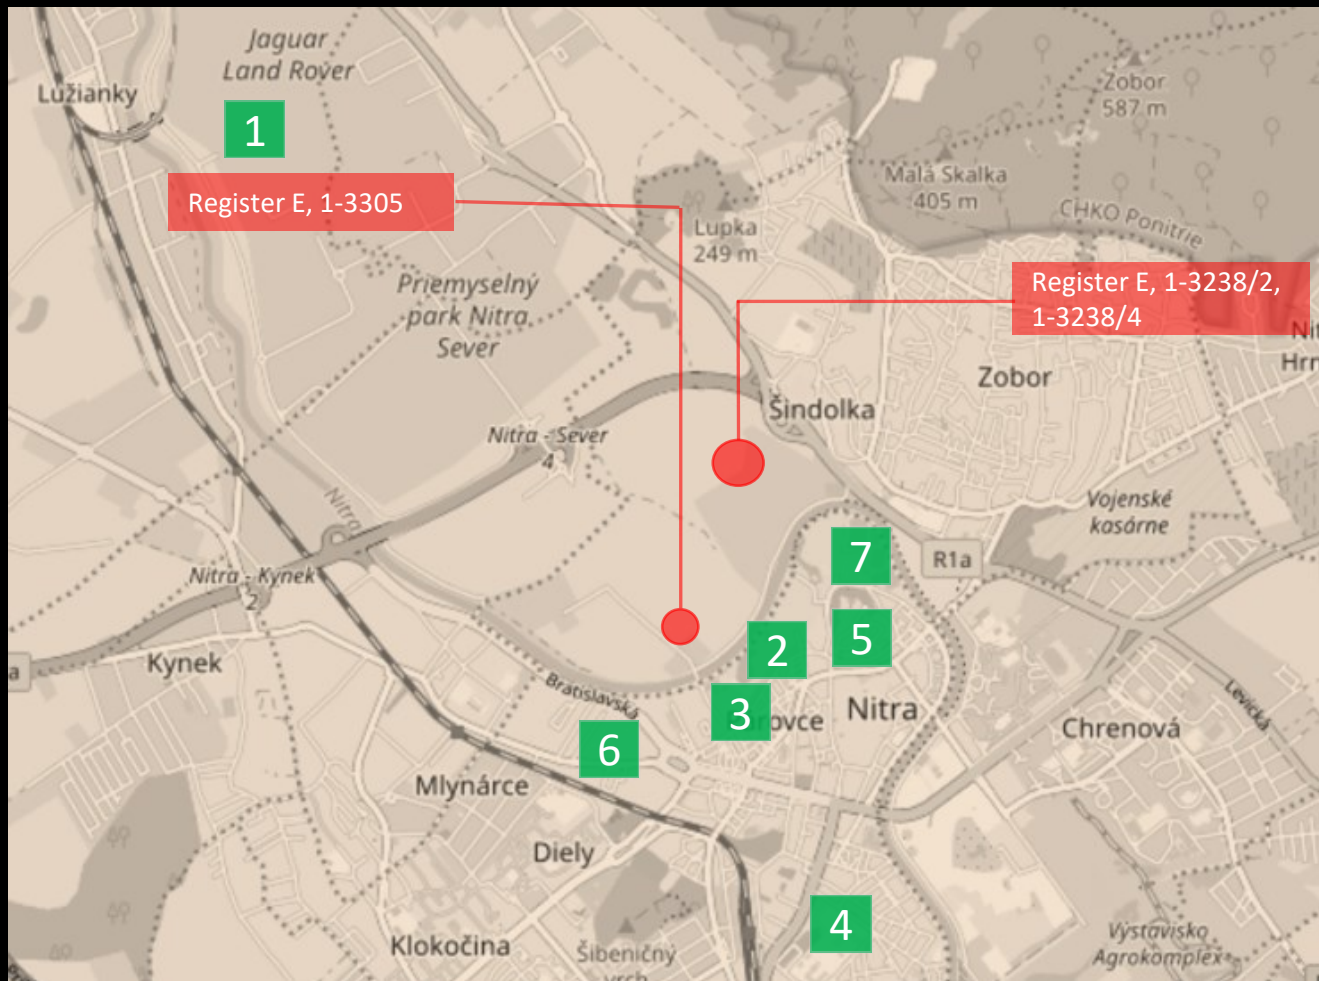 Jaguar
Land Rover
Lužianky
1
Zobor
587 m
Malá Skalka
405 m
CHKO Ponitrie
Register E, 1-3305
Lupka
249 m
Register E, 1-3238/2,
1-3238/4
Priemyselný
park Nitra
Sever
Zobor
Šindolka
Nitra - Sever
4
Nitra
Vojenské
kasárne
R1a
7
Nitra - Kynek
2
5
2
Kynek
a
Bratislavská
3
Nitra
6
Levická
Chrenová
Mlynárce
Diely
4
Klokočina
Šibeničný
Výstavisko
Agrokomplex